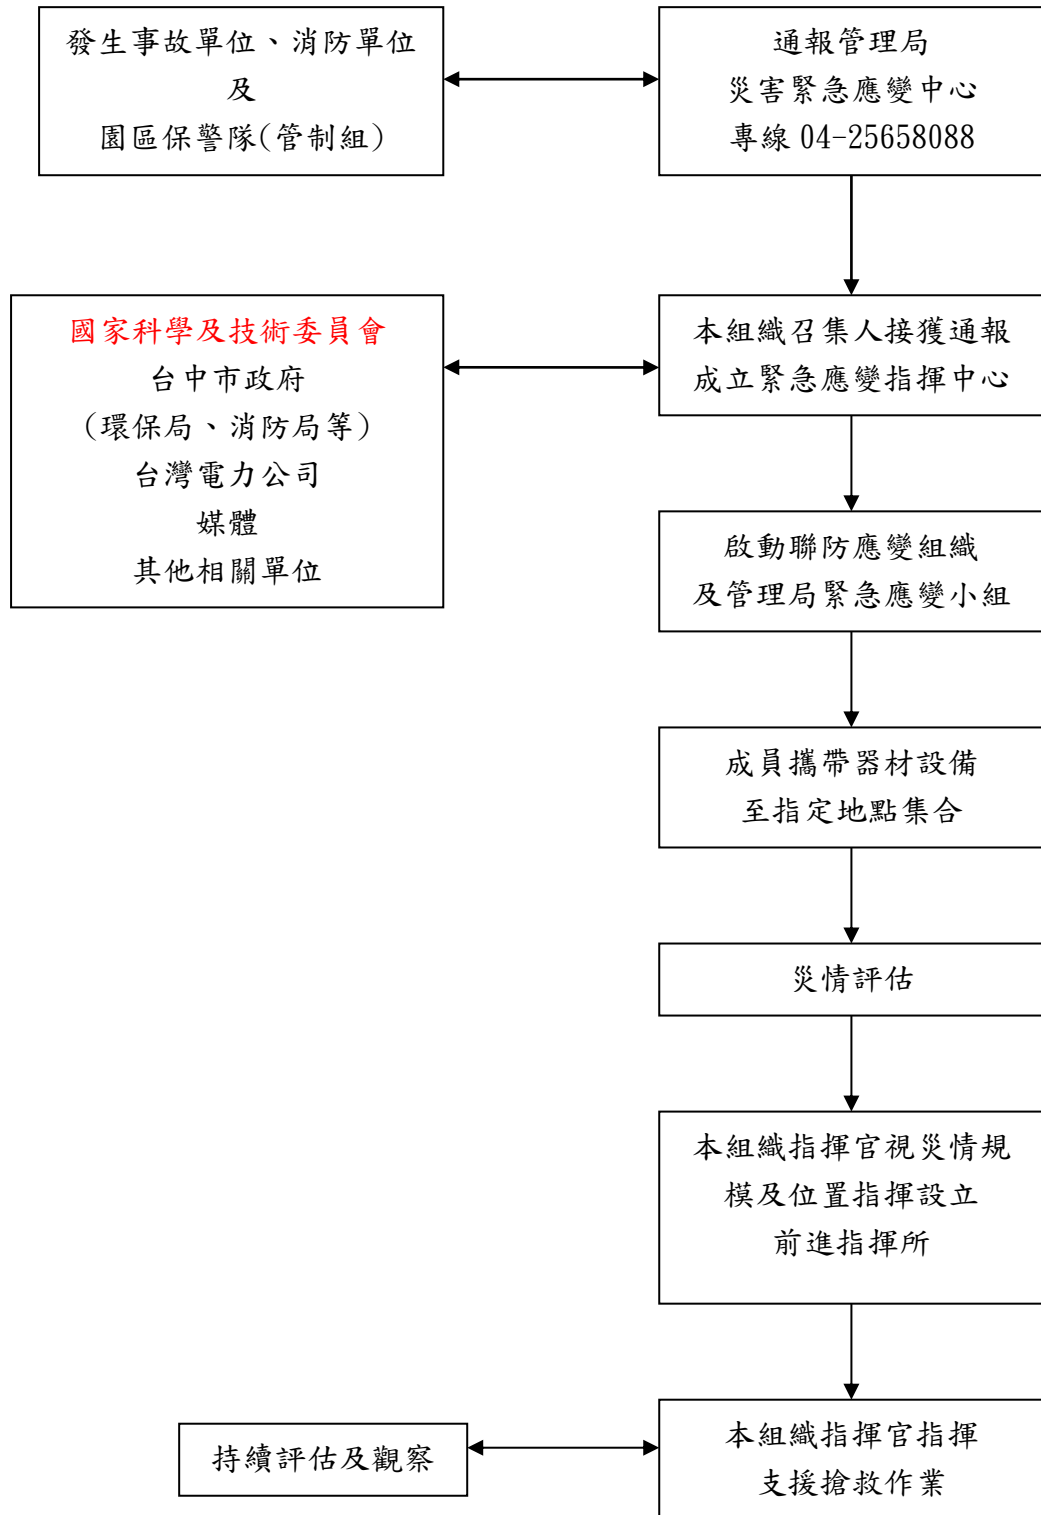 發生事故單位、消防單位
及
園區保警隊(管制組)
通報管理局
災害緊急應變中心
專線 04-25658088
國家科學及技術委員會
台中市政府
(環保局、消防局等)
台灣電力公司
媒體
其他相關單位
本組織召集人接獲通報
成立緊急應變指揮中心
啟動聯防應變組織
及管理局緊急應變小組
成員攜帶器材設備
至指定地點集合
災情評估
本組織指揮官視災情規
模及位置指揮設立
前進指揮所
持續評估及觀察
本組織指揮官指揮
支援搶救作業